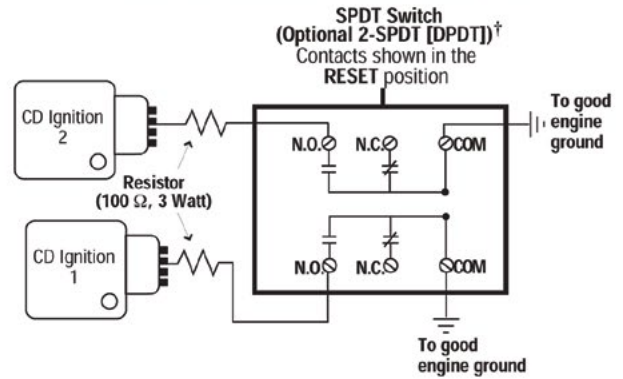 SPDT Switch
(Optional 2-SPDT [DPDT])†
Contacts shown in the
RESET position
CD Ignition
2
To good
engine
ground
N.O.
N.C.
COM
Resistor
(100 Ω, 3 Watt)
CD Ignition
1
N.O.
N.C.
COM
To good
engine ground